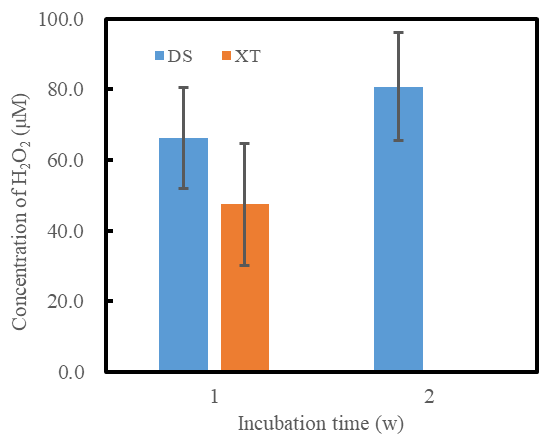 100.0
80.0
60.0
40.0
20.0
0.0
Concentration of H₂O₂ (μM)
DS XT
1 2
Incubation time (w)